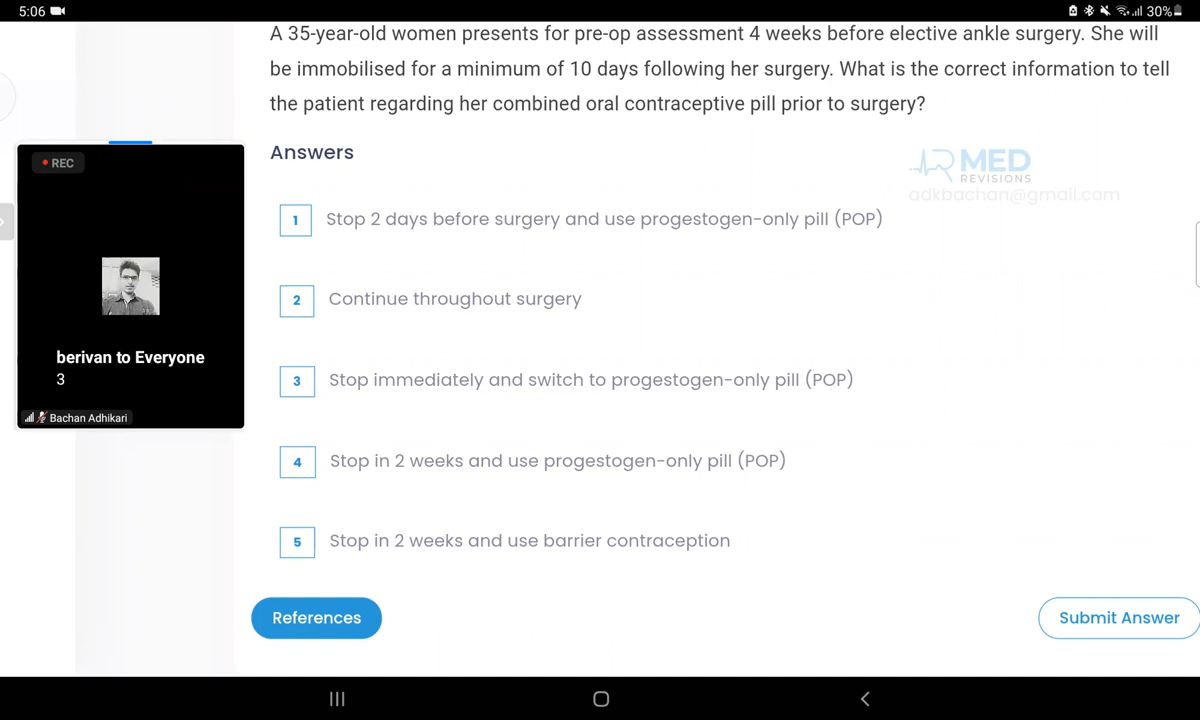 5:06
30%
A 35-year-old women presents for pre-op assessment 4 weeks before elective ankle surgery. She will
be immobilised for a minimum of 10 days following her surgery. What is the correct information to tell
the patient regarding her combined oral contraceptive pill prior to surgery?
Answers
MED
REVISIONS
adkbachan@gmail.com
REC
1 Stop 2 days before surgery and use progestogen-only pill (POP)
2 Continue throughout surgery
berivan to Everyone
3
3 Stop immediately and switch to progestogen-only pill (POP)
Bachan Adhikari
4 Stop in 2 weeks and use progestogen-only pill (POP)
5 Stop in 2 weeks and use barrier contraception
References
Submit Answer